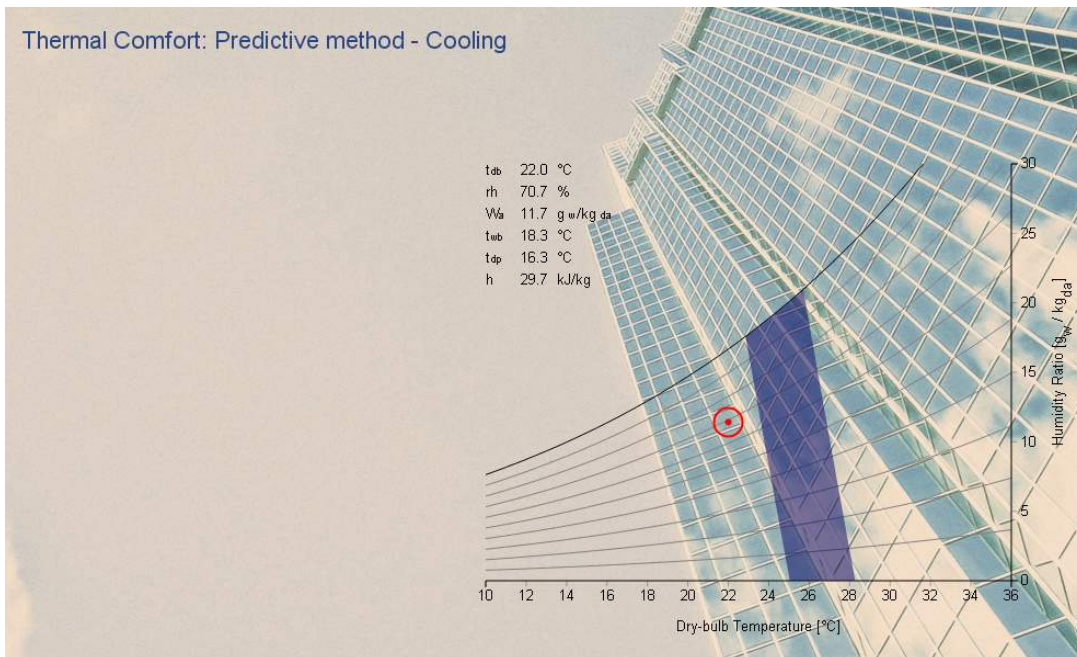 Thermal Comfort: Predictive method - Cooling
tdb 22.0 °C
rh 70.7 %
Wa 11.7 g w/kg da
twb 18.3 °C
tdp 16.3 °C
h 29.7 kJ/kg
30
25
20
15
10
5
0
Humidity Ratio [gw / kgda]
10 12 14 16 18 20 22 24 26 28 30 32 34 36
Dry-bulb Temperature [°C]